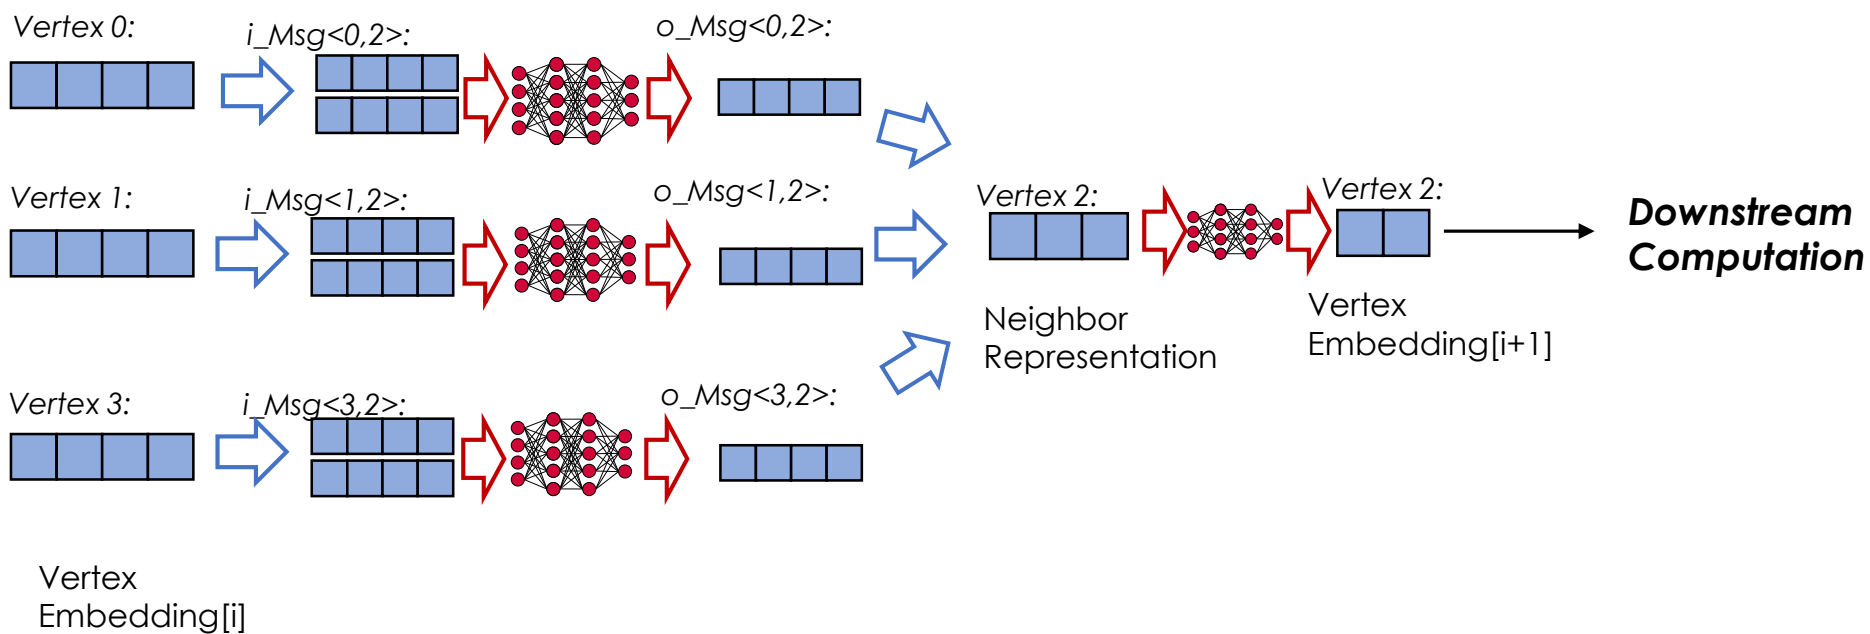 Vertex 0:
i_Msg<0,2>:
o_Msg<0,2>:
Vertex 1:
i_Msg<1,2>:
o_Msg<1,2>:
Vertex 2:
Vertex 2:
Downstream
Computation
Neighbor
Representation
Vertex
Embedding[i+1]
Vertex 3:
i_Msg<3,2>:
o_Msg<3,2>:
Vertex
Embedding[i]